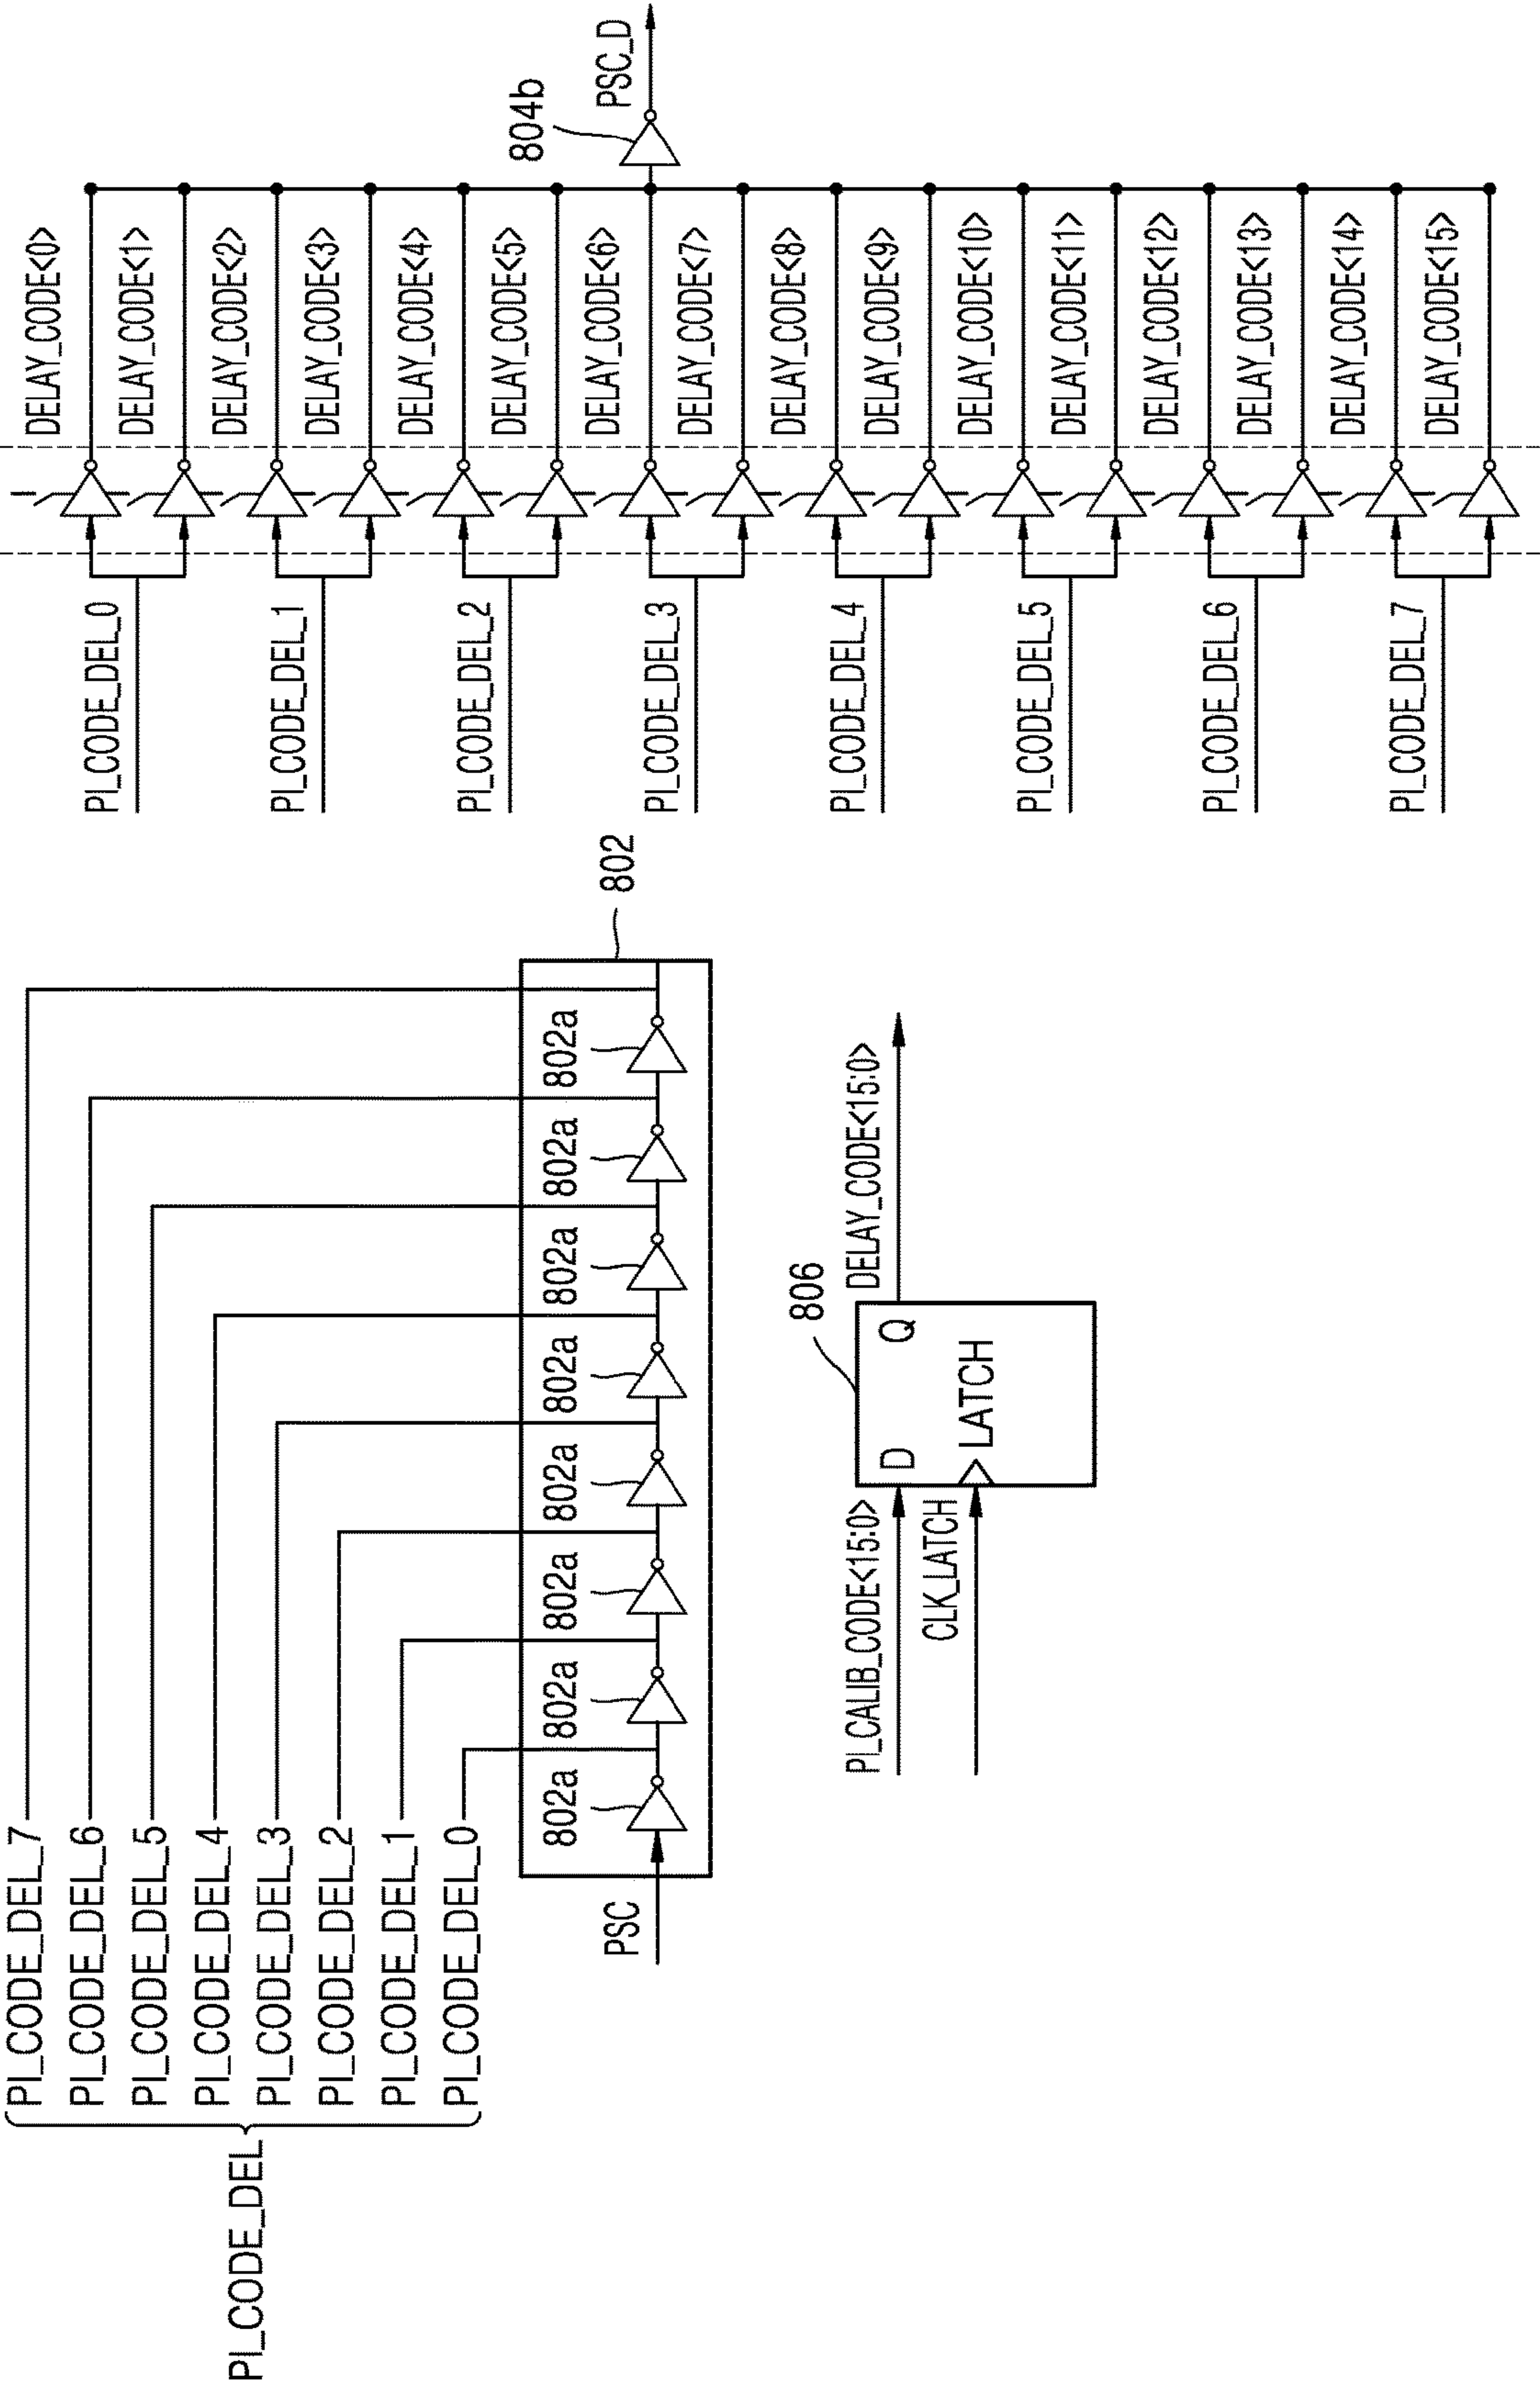 PI_CODE_DEL
PI_CODE_DEL_7
PI_CODE_DEL_6
PI_CODE_DEL_5
PI_CODE_DEL_4
PI_CODE_DEL_3
PI_CODE_DEL_2
PI_CODE_DEL_1
PI_CODE_DEL_0
PSC
802a
802a
802a
802a
802a
802a
802a
802a
802
PI_CALIB_CODE<15:0>
CLK_LATCH
D
Q
LATCH
806
DELAY_CODE<15:0>
PI_CODE_DEL_0
PI_CODE_DEL_1
PI_CODE_DEL_2
PI_CODE_DEL_3
PI_CODE_DEL_4
PI_CODE_DEL_5
PI_CODE_DEL_6
PI_CODE_DEL_7
DELAY_CODE<0>
DELAY_CODE<1>
DELAY_CODE<2>
DELAY_CODE<3>
DELAY_CODE<4>
DELAY_CODE<5>
DELAY_CODE<6>
DELAY_CODE<7>
DELAY_CODE<8>
DELAY_CODE<9>
DELAY_CODE<10>
DELAY_CODE<11>
DELAY_CODE<12>
DELAY_CODE<13>
DELAY_CODE<14>
DELAY_CODE<15>
804b
PSC_D